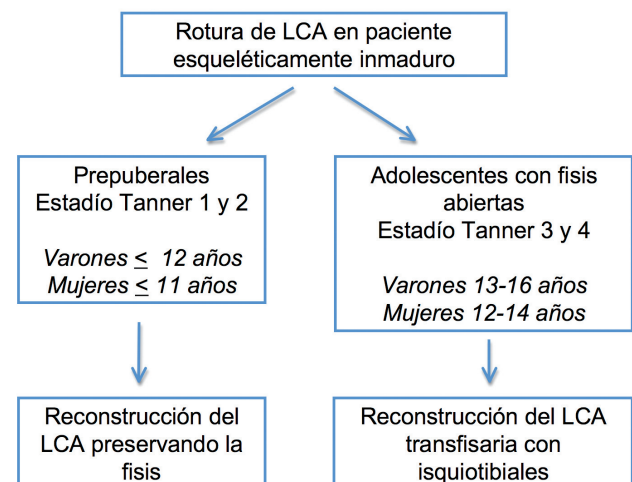 Rotura de LCA en paciente
esqueléticamente inmaduro
Prepuberales
Estadío Tanner 1 y 2
Varones ≤ 12 años
Mujeres ≤ 11 años
Adolescentes con fisis
abiertas
Estadío Tanner 3 y 4
Varones 13-16 años
Mujeres 12-14 años
Reconstrucción del
LCA preservando la
fisis
Reconstrucción del LCA
transfisaria con
isquiotibiales